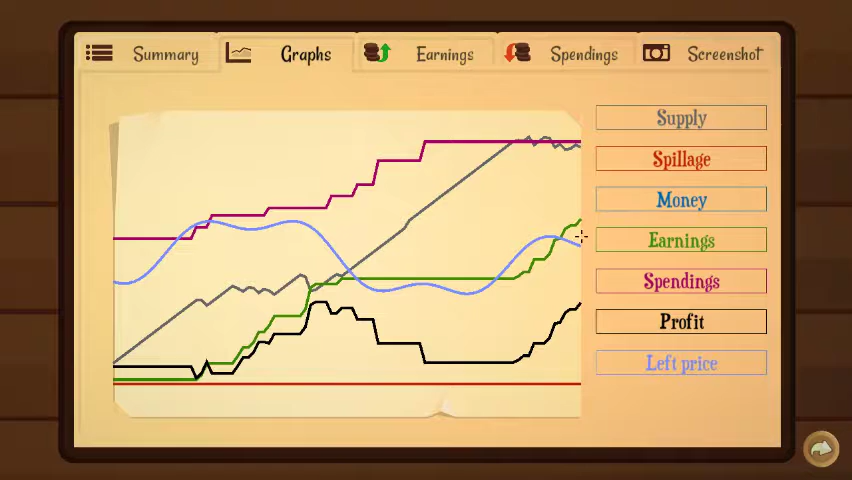 Summary
Graphs
Earnings
Spendings
Screenshot
Supply
Spillage
Money
Earnings
Spendings
Profit
Left price